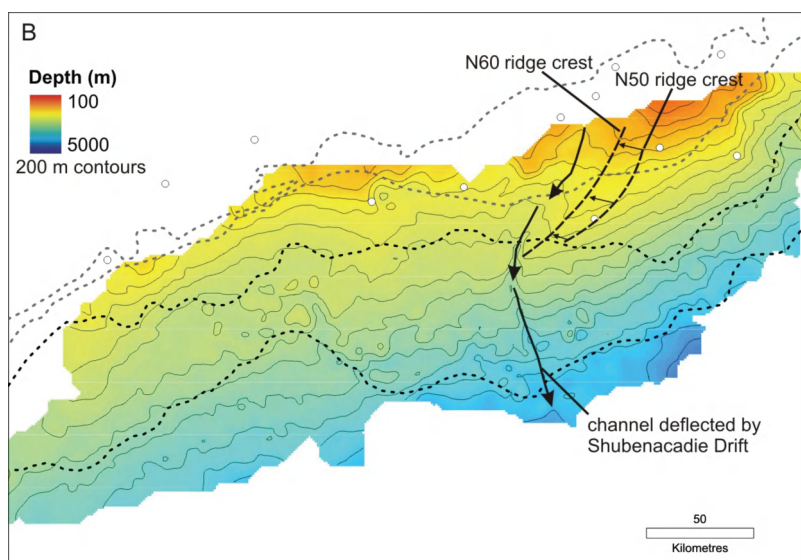 B
Depth (m)
100
5000
200 m contours
N60 ridge crest
N50 ridge crest
channel deflected by
Shubenacadie Drift
50
Kilometres